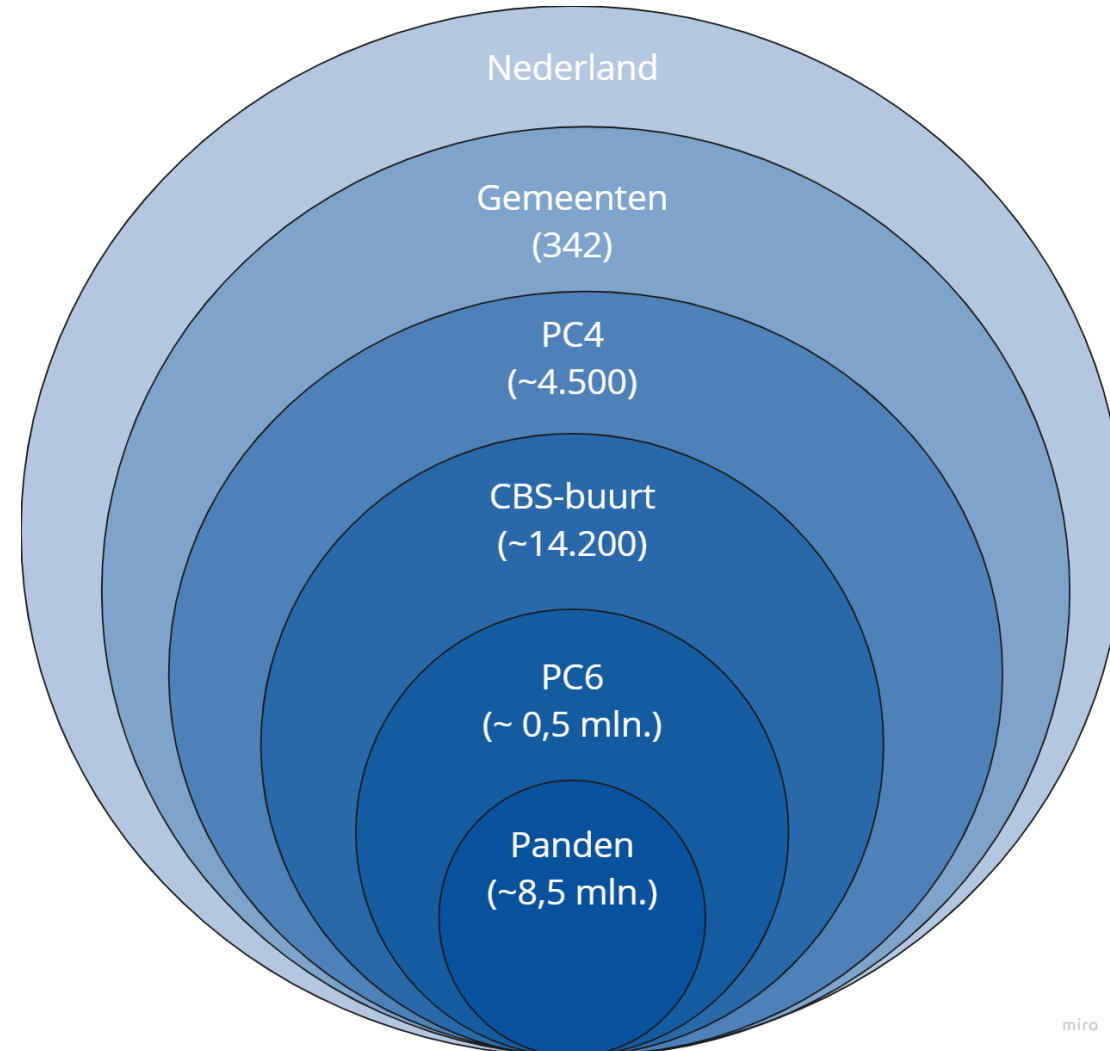 Nederland
Gemeenten
(342)
PC4
(~4.500)
CBS-buurt
(~14.200)
PC6
(~ 0,5 mln.)
Panden
(~8,5 mln.)
miro